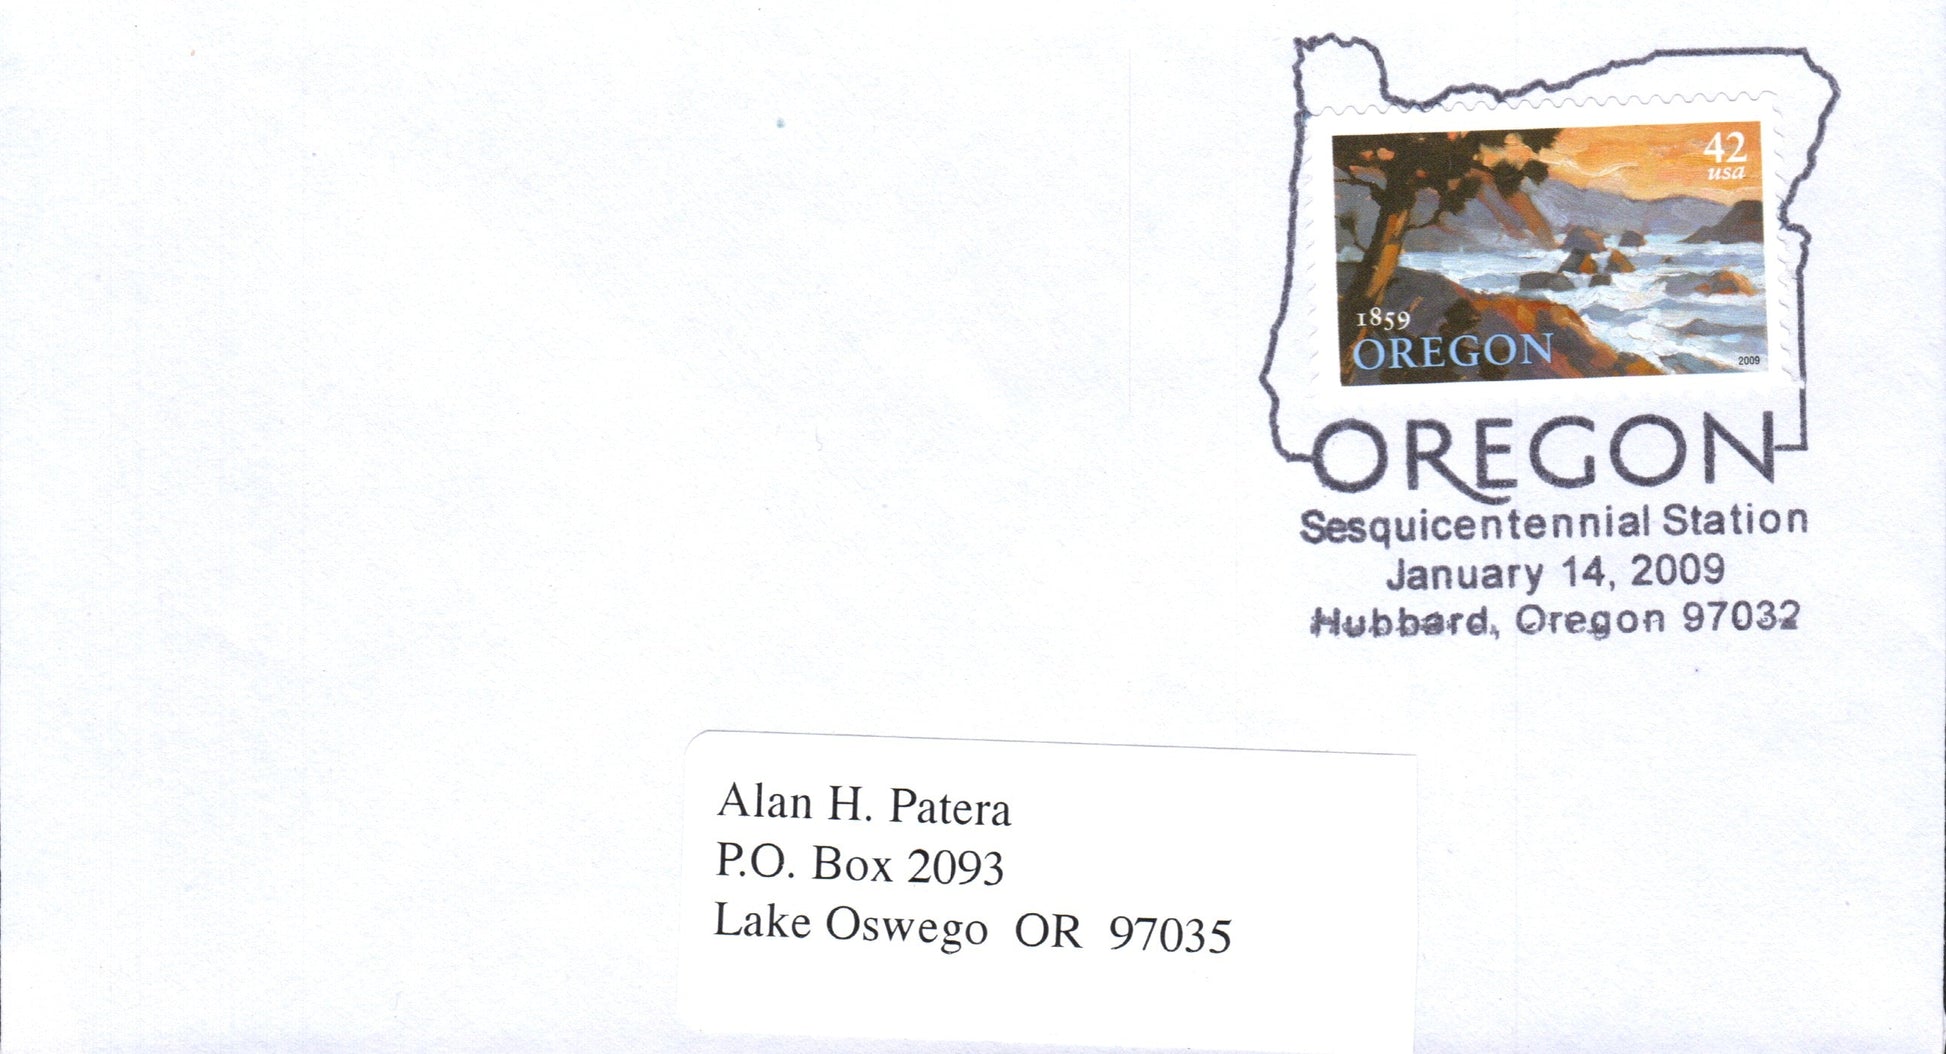 42
usa
1859
OREGON
2009
OREGON
Sesquicentennial Station
January 14, 2009
Hubbard, Oregon 97032
Alan H. Patera
P.O. Box 2093
Lake Oswego OR 97035